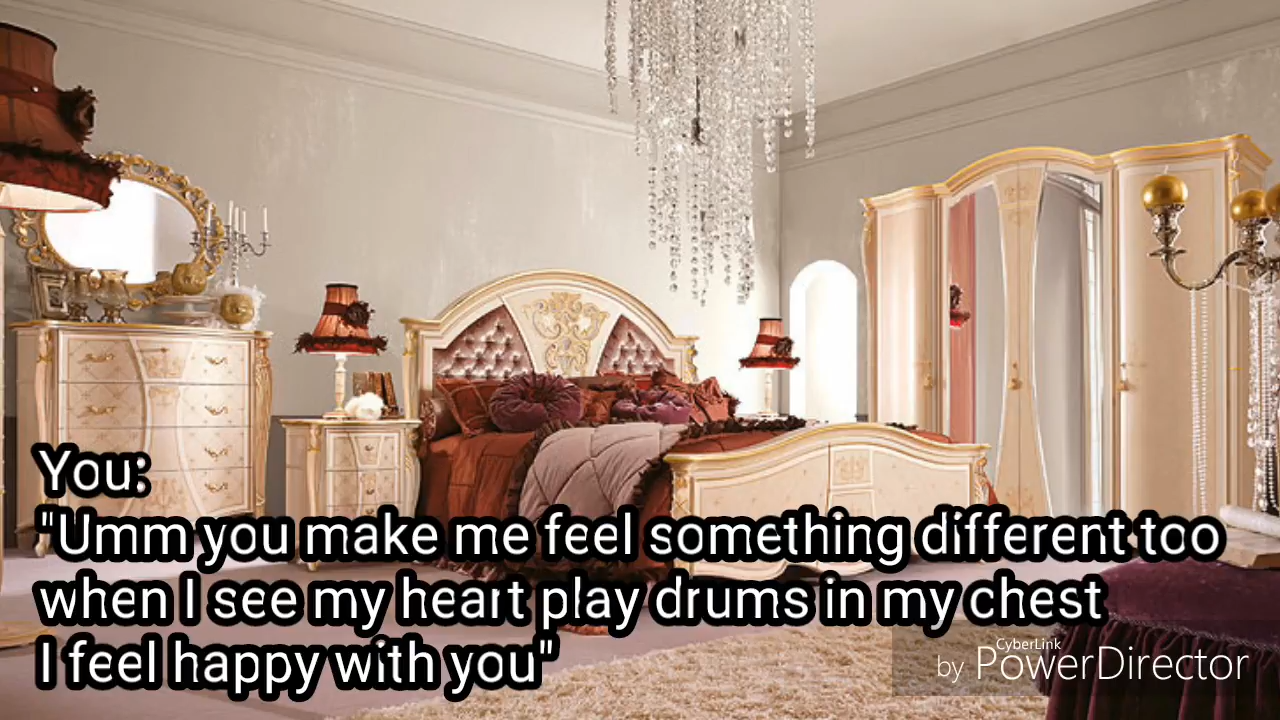 You:
"Umm you make me feel something different too
when I see my heart play drums in my chest
I feel happy with you"
CyberLink
by PowerDirector